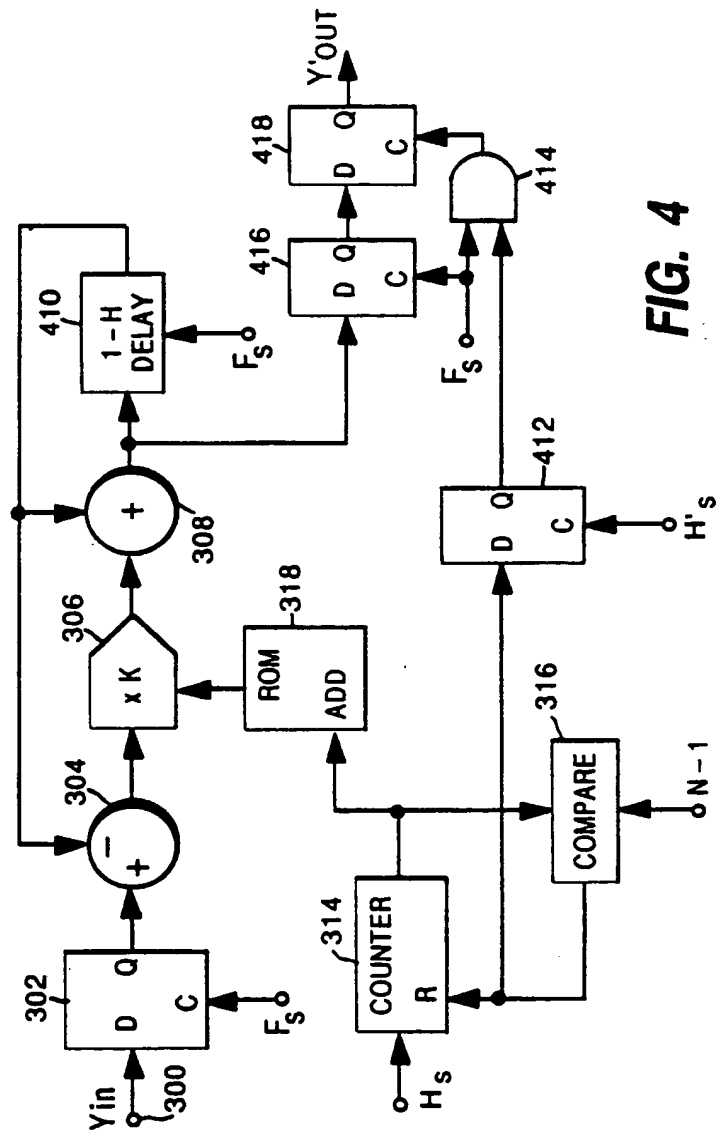 Yin
300
302
D
Q
C
F_S
304
+
−
306
x K
308
+
410
1-H
DELAY
F_S
318
ROM
ADD
416
D
Q
C
418
D
Q
C
Y'OUT
F_S
414
H_S
314
COUNTER
R
412
D
Q
C
H'_S
316
COMPARE
N-1
FIG. 4